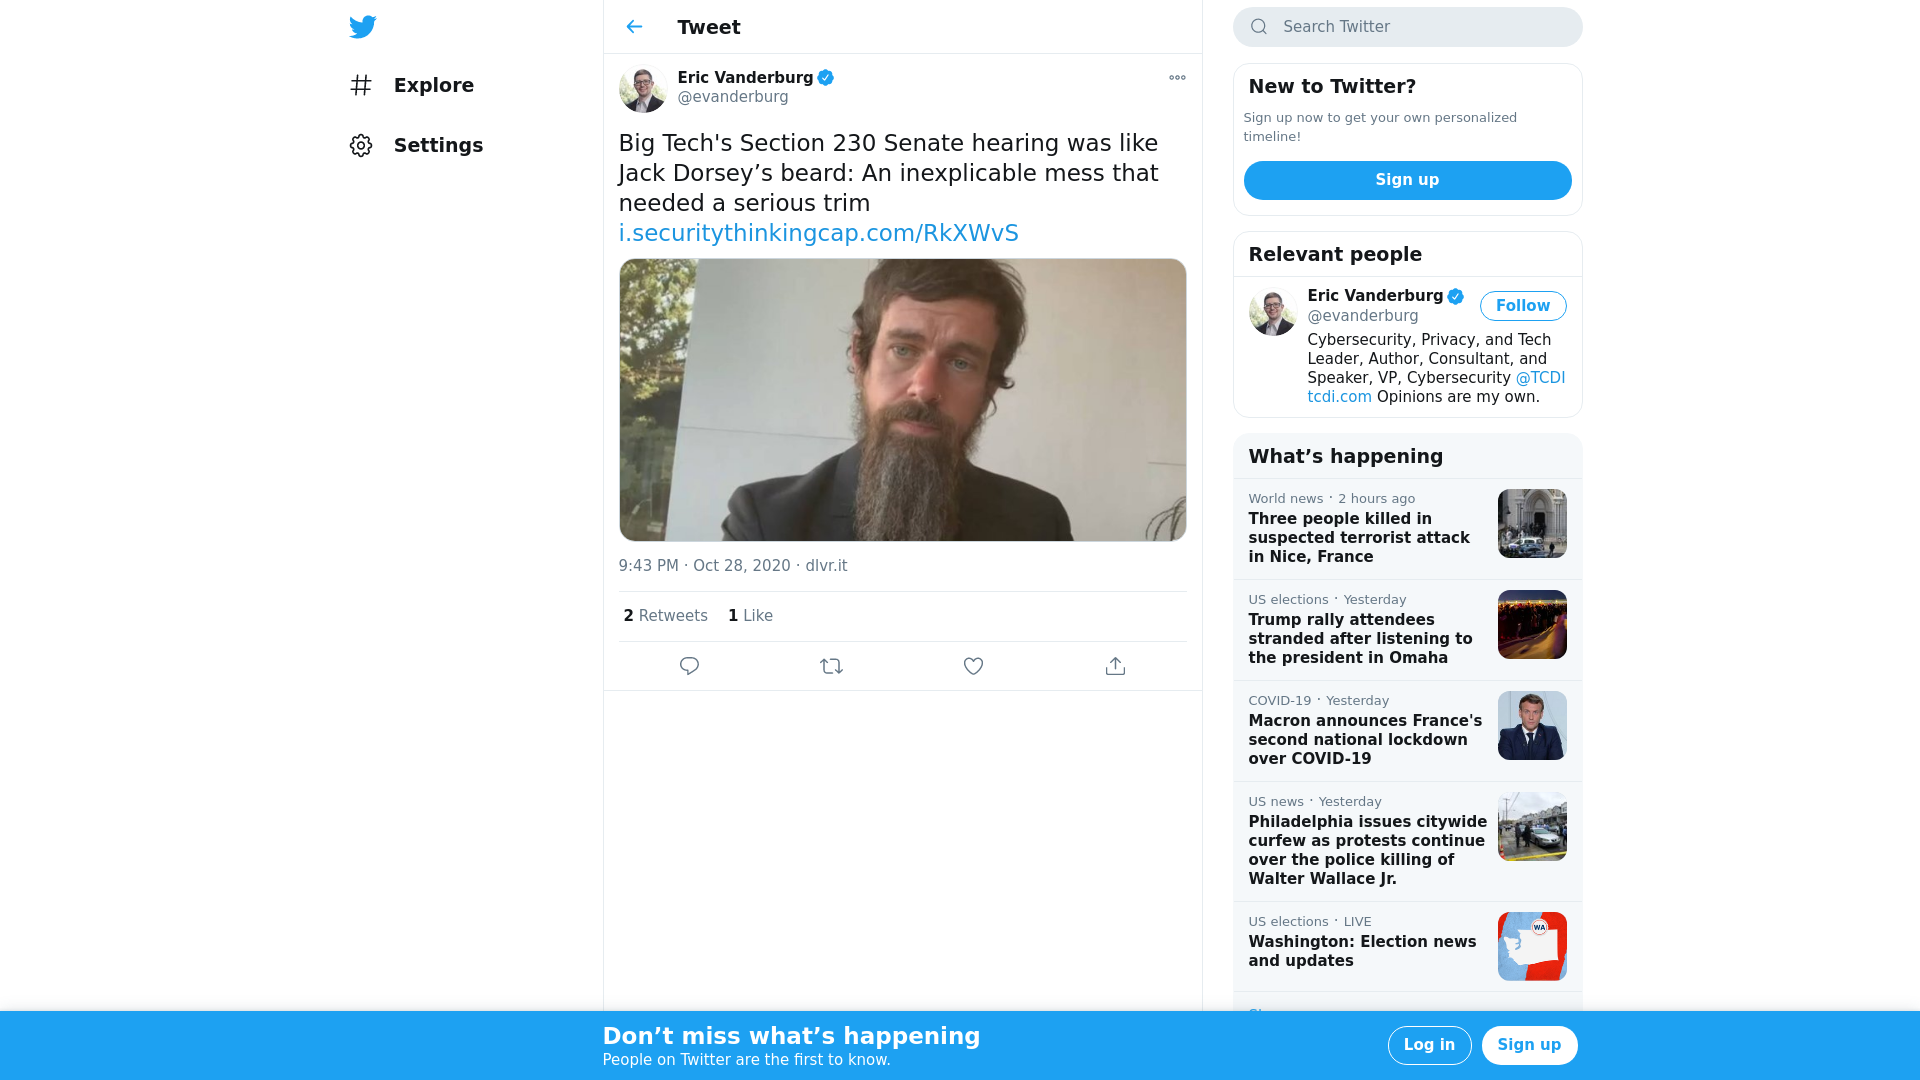 Explore
Settings
Tweet
Eric Vanderburg
@evanderburg
Big Tech's Section 230 Senate hearing was like
Jack Dorsey’s beard: An inexplicable mess that
needed a serious trim
i.securitythinkingcap.com/RkXWvS
9:43 PM · Oct 28, 2020 · dlvr.it
2 Retweets 1 Like
Search Twitter
New to Twitter?
Sign up now to get your own personalized
timeline!
Sign up
Relevant people
Eric Vanderburg
@evanderburg
Follow
Cybersecurity, Privacy, and Tech
Leader, Author, Consultant, and
Speaker, VP, Cybersecurity @TCDI
tcdi.com Opinions are my own.
What’s happening
World news · 2 hours ago
Three people killed in
suspected terrorist attack
in Nice, France
US elections · Yesterday
Trump rally attendees
stranded after listening to
the president in Omaha
COVID-19 · Yesterday
Macron announces France's
second national lockdown
over COVID-19
US news · Yesterday
Philadelphia issues citywide
curfew as protests continue
over the police killing of
Walter Wallace Jr.
US elections · LIVE
Washington: Election news
and updates
WA
Don’t miss what’s happening
People on Twitter are the first to know.
Log in
Sign up